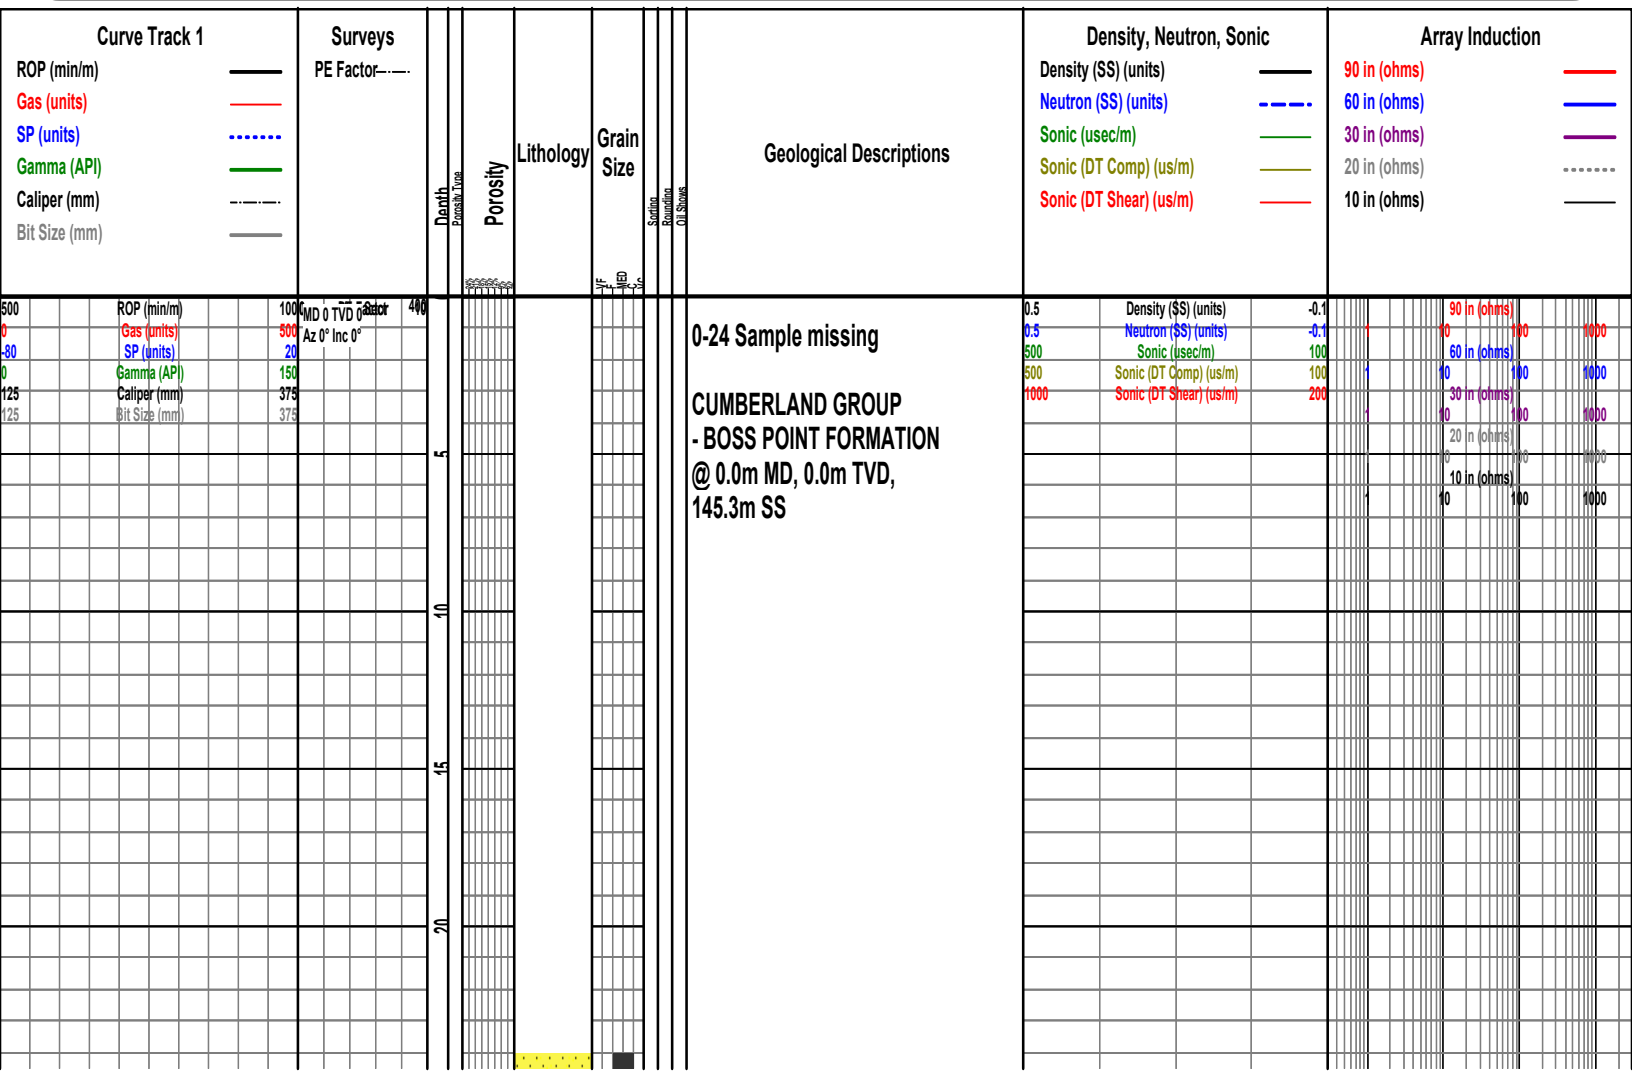 Curve Track 1
ROP (min/m)
Gas (units)
SP (units)
Gamma (API)
Caliper (mm)
Bit Size (mm)
Surveys
PE Factor
Depth
Porosity Type
Porosity
Lithology
Grain
Size
VF
F
MED
C
VC
Sorting
Rounding
Oil Shows
Geological Descriptions
Density, Neutron, Sonic
Density (SS) (units)
Neutron (SS) (units)
Sonic (usec/m)
Sonic (DT Comp) (us/m)
Sonic (DT Shear) (us/m)
Array Induction
90 in (ohms)
60 in (ohms)
30 in (ohms)
20 in (ohms)
10 in (ohms)
500 ROP (min/m) 100
0 Gas (units) 500
-80 SP (units) 20
0 Gamma (API) 150
125 Caliper (mm) 375
125 Bit Size (mm) 375
MD 0 TVD 0
Az 0° Inc 0°
5
10
15
20
0-24 Sample missing
CUMBERLAND GROUP
- BOSS POINT FORMATION
@ 0.0m MD, 0.0m TVD,
145.3m SS
0.5 Density (SS) (units) -0.1
0.5 Neutron (SS) (units) -0.1
500 Sonic (usec/m) 100
500 Sonic (DT Comp) (us/m) 100
1000 Sonic (DT Shear) (us/m) 200
90 in (ohms)
1 10 100 1000
60 in (ohms)
1 10 100 1000
30 in (ohms)
1 10 100 1000
20 in (ohms)
1 10 100 1000
10 in (ohms)
1 10 100 1000